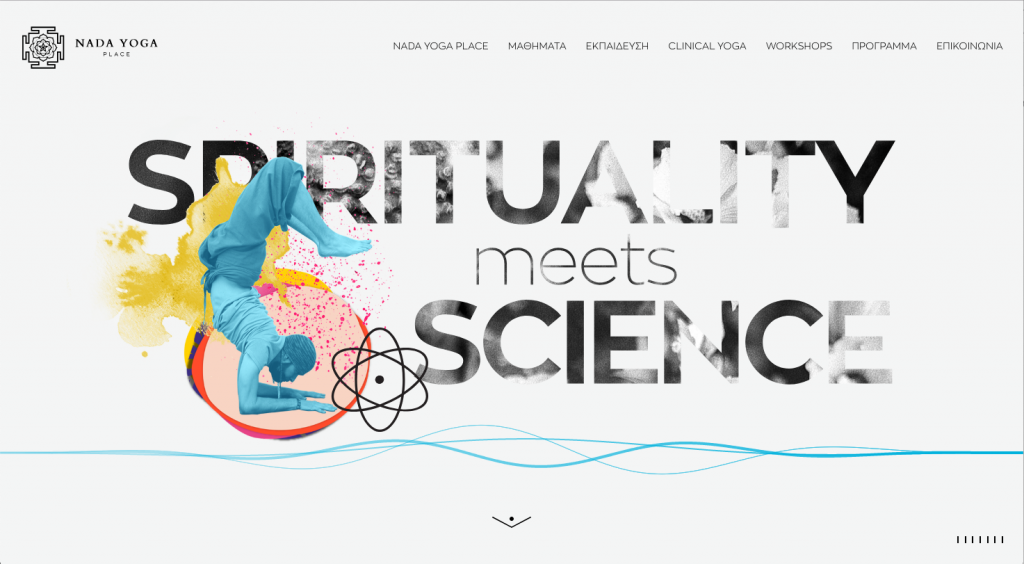 NADA YOGA
PLACE
NADA YOGA PLACE ΜΑΘΗΜΑΤΑ ΕΚΠΑΙΔΕΥΣΗ CLINICAL YOGA WORKSHOPS ΠΡΟΓΡΑΜΜΑ ΕΠΙΚΟΙΝΩΝΙΑ
SPIRITUALITY
meets
SCIENCE